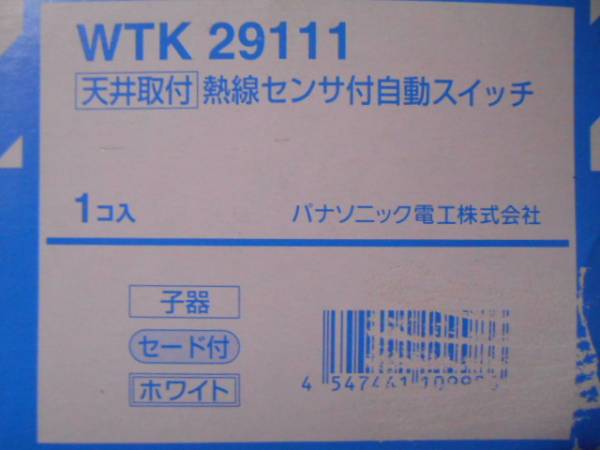 WTK 29111
天井取付 熱線センサ付自動スイッチ
1コ入 パナソニック電工株式会社
子器
セード付
ホワイト
4 547441